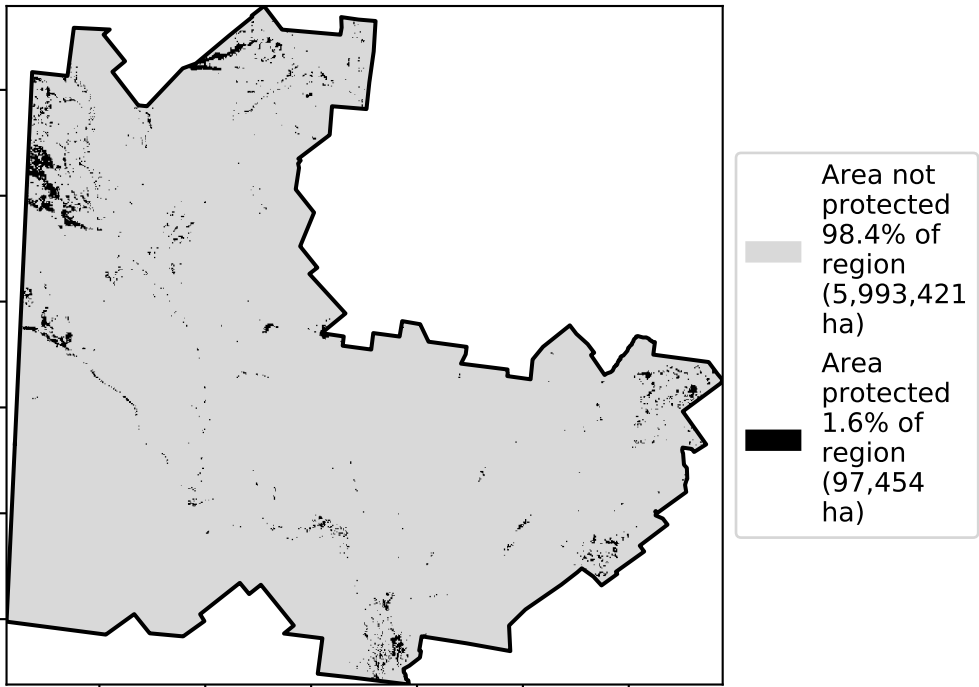 Area not
protected
98.4% of
region
(5,993,421
ha)
Area
protected
1.6% of
region
(97,454
ha)